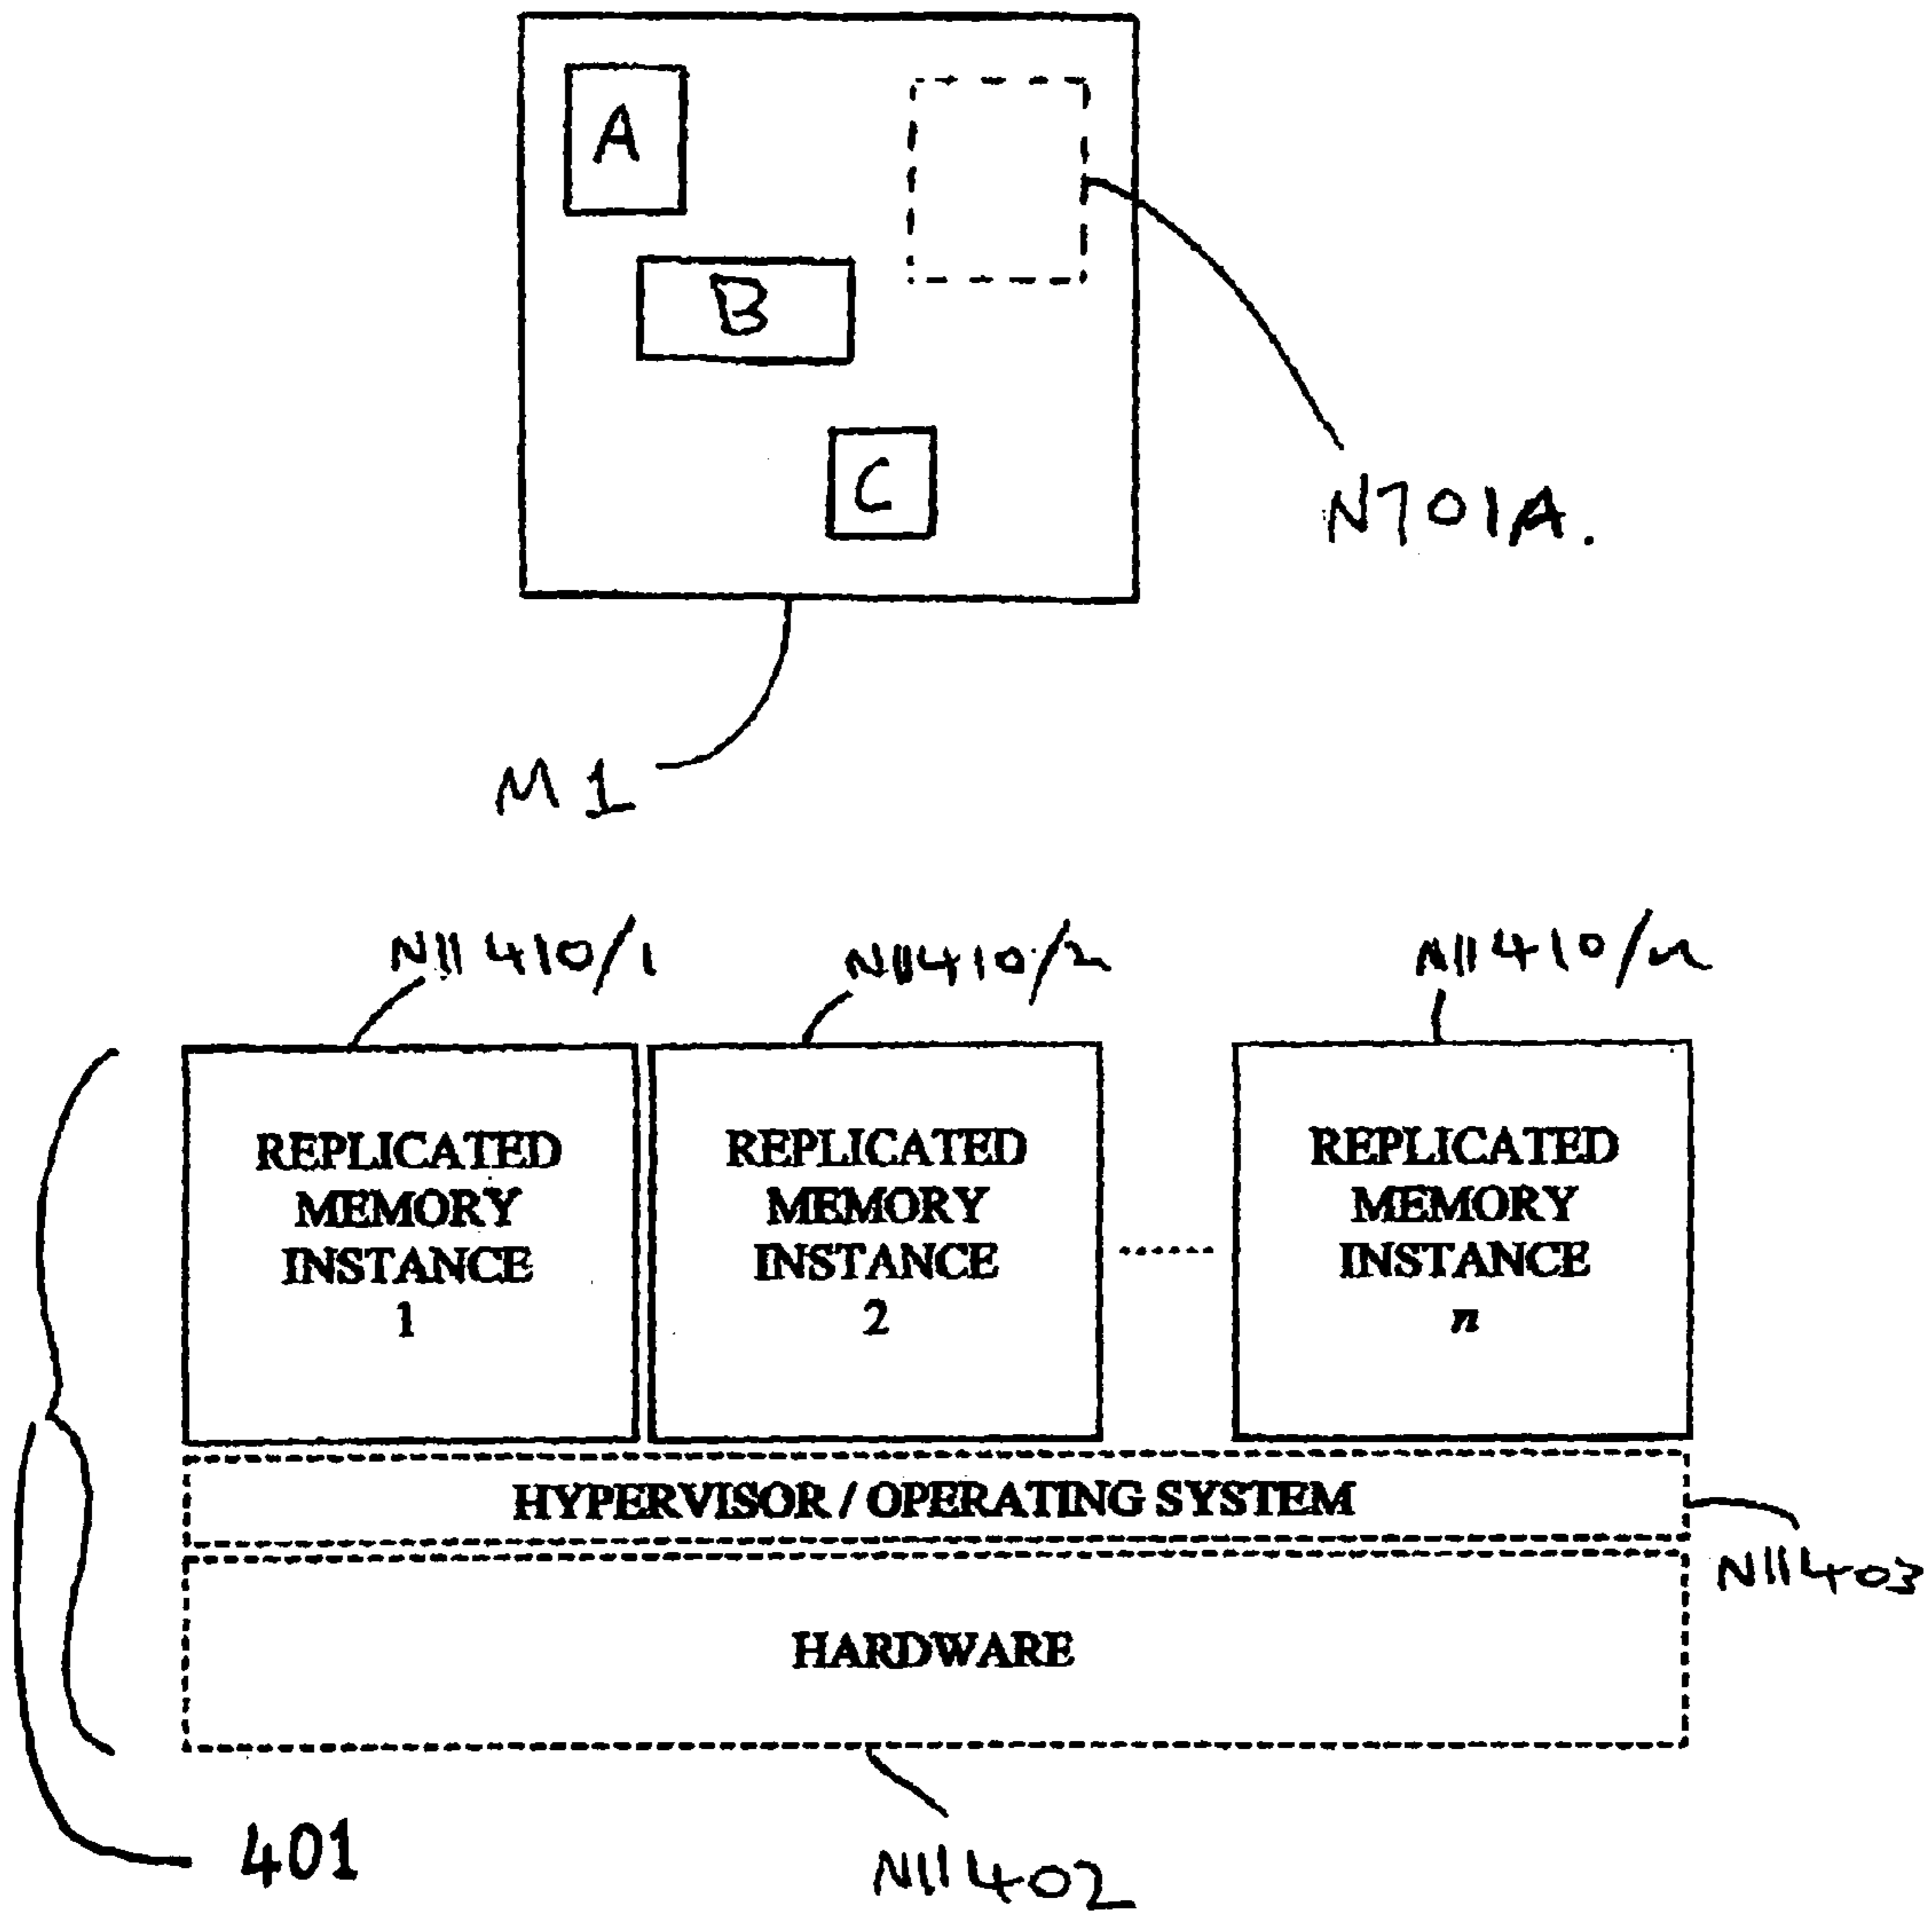 A
B
C
N701A.
M1
N11410/1
N11410/2
N11410/n
REPLICATED
MEMORY
INSTANCE
1
REPLICATED
MEMORY
INSTANCE
2
......
REPLICATED
MEMORY
INSTANCE
n
HYPERVISOR / OPERATING SYSTEM
N11403
HARDWARE
401
N11402